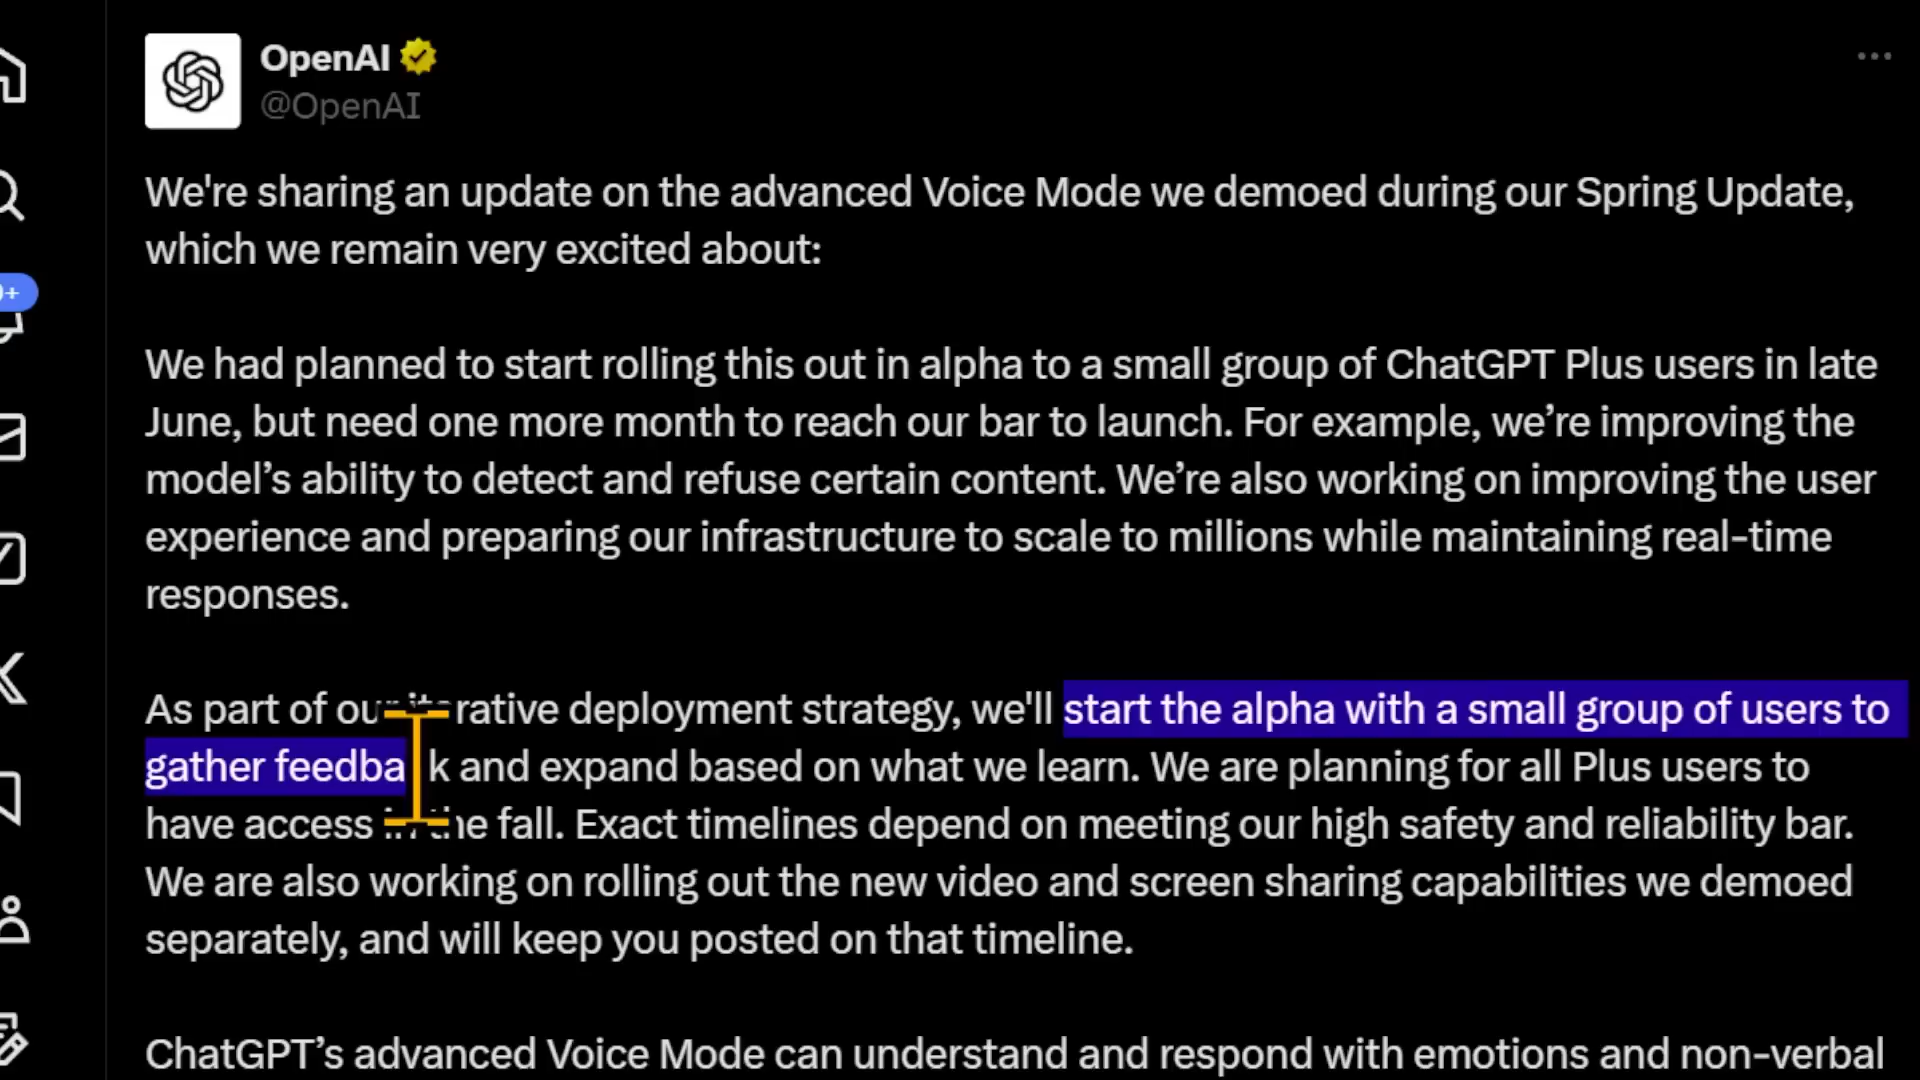 OpenAI
@OpenAI
We're sharing an update on the advanced Voice Mode we demoed during our Spring Update,
which we remain very excited about:
We had planned to start rolling this out in alpha to a small group of ChatGPT Plus users in late
June, but need one more month to reach our bar to launch. For example, we’re improving the
model’s ability to detect and refuse certain content. We’re also working on improving the user
experience and preparing our infrastructure to scale to millions while maintaining real-time
responses.
As part of our iterative deployment strategy, we'll start the alpha with a small group of users to
gather feedback and expand based on what we learn. We are planning for all Plus users to
have access in the fall. Exact timelines depend on meeting our high safety and reliability bar.
We are also working on rolling out the new video and screen sharing capabilities we demoed
separately, and will keep you posted on that timeline.
ChatGPT’s advanced Voice Mode can understand and respond with emotions and non-verbal